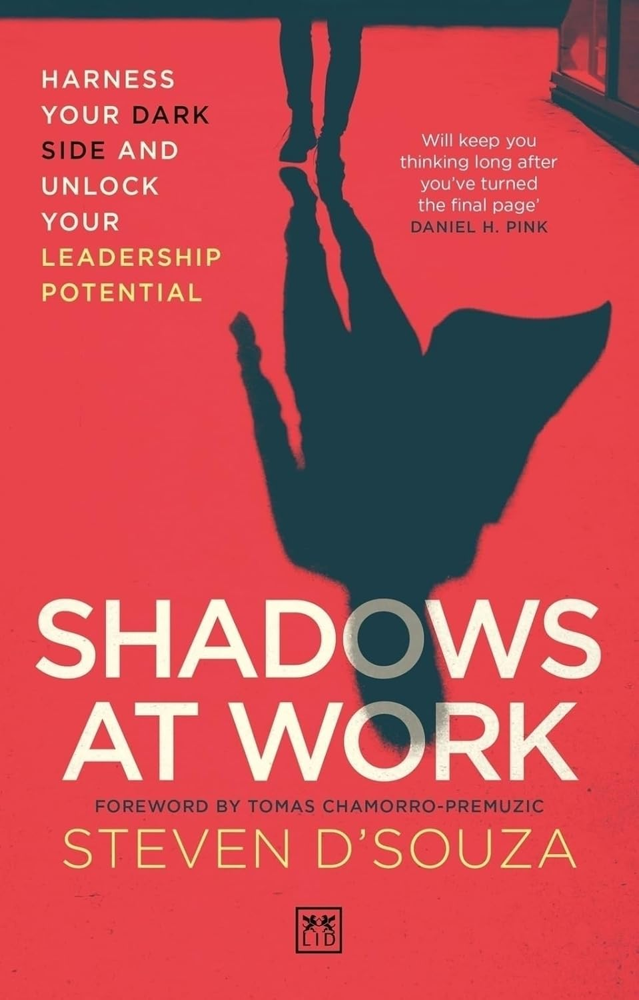 HARNESS
YOUR DARK
SIDE AND
UNLOCK
YOUR
LEADERSHIP
POTENTIAL
Will keep you
thinking long after
you've turned
the final page'
DANIEL H. PINK
SHADOWS
AT WORK
FOREWORD BY TOMAS CHAMORRO-PREMUZIC
STEVEN D'SOUZA
LID